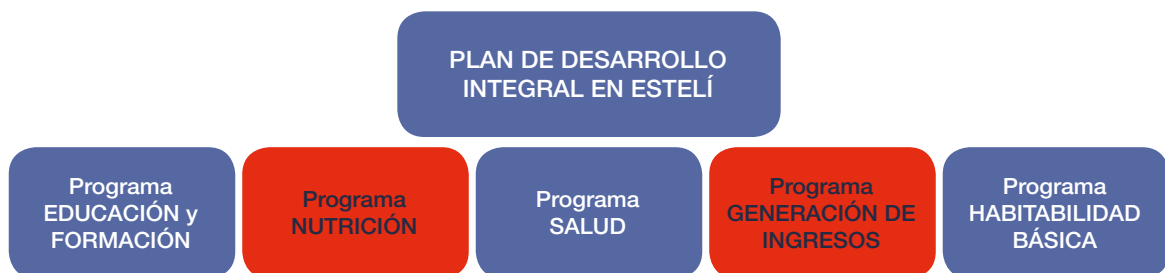 PLAN DE DESARROLLO
INTEGRAL EN ESTELÍ
Programa
EDUCACIÓN y
FORMACIÓN
Programa
NUTRICIÓN
Programa
SALUD
Programa
GENERACIÓN DE
INGRESOS
Programa
HABITABILIDAD
BÁSICA